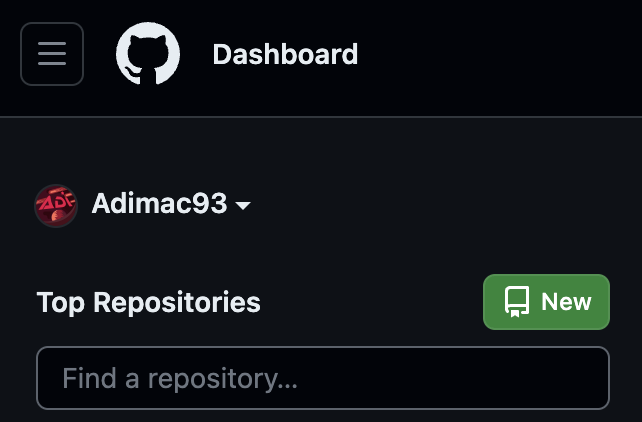 Dashboard
Adimac93
Top Repositories
New
Find a repository...